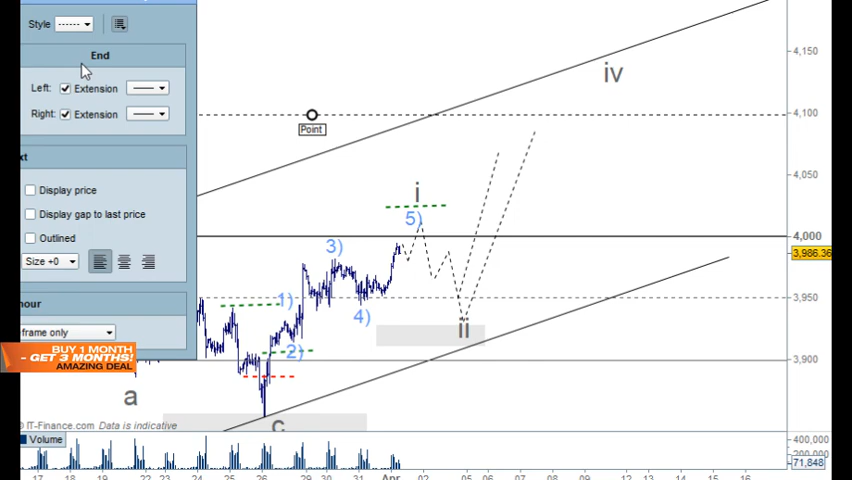 Style
End
Left: Extension
Right: Extension
xt
Display price
Display gap to last price
Outlined
Size +0
our
frame only
BUY 1 MONTH
- GET 3 MONTHS!
AMAZING DEAL
Point
iv
i
5)
3)
1)
4)
2)
ii
a
c
4,150
4,100
4,050
4,000
3,986.36
3,950
3,900
© IT-Finance.com Data is indicative
Volume
400,000
200,000
71,848
17 18 19 22 23 24 25 26 29 30 31 Apr 02 05 06 07 08 09 12 13 14 15 16